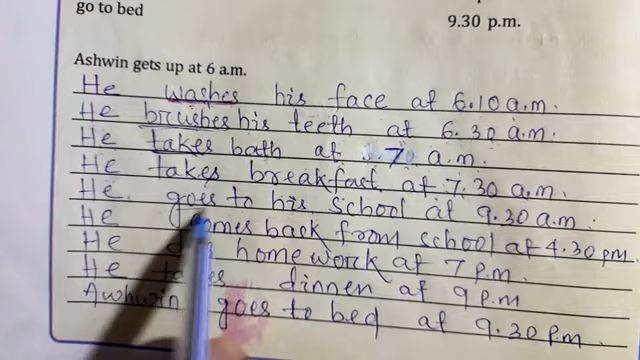 go to bed
9.30 p.m.
Ashwin gets up at 6 a.m.
He washes his face at 6.10 a.m.
He brushes his teeth at 6.30 a.m.
He takes bath at 7 a.m.
He takes breakfast at 7.30 a.m.
He goes to his school at 9.30 a.m.
He comes back from school at 4.30 pm.
He homework at 7 p.m.
He dinner at 9 p.m
Awhwin goes to bed at 9.30 p.m.